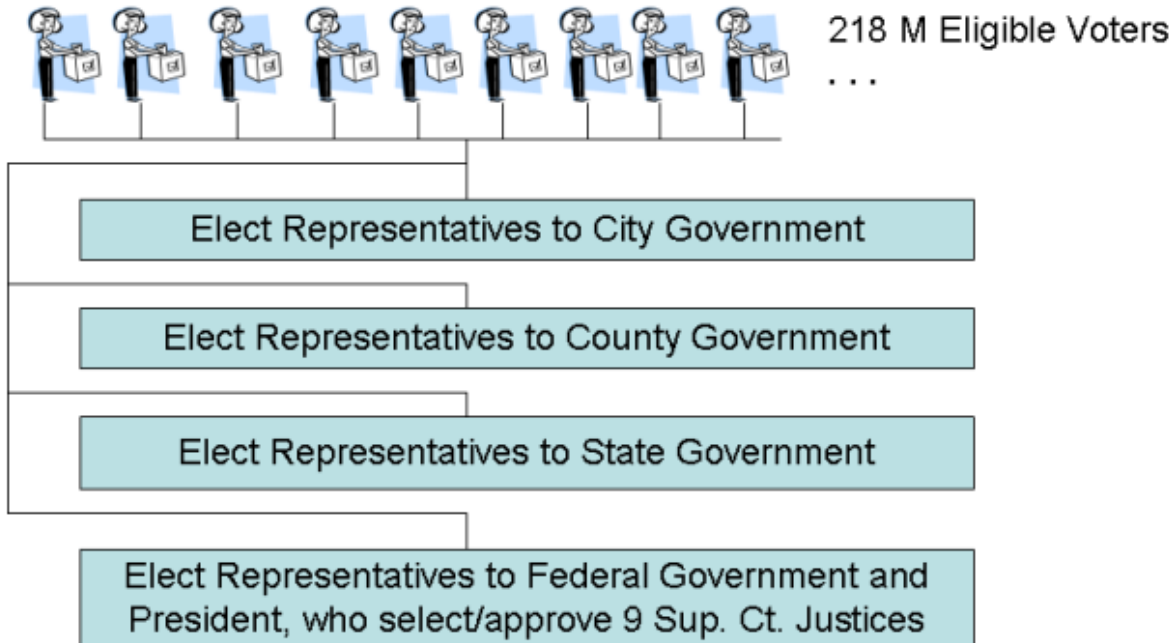 218 M Eligible Voters
. . .
Elect Representatives to City Government
Elect Representatives to County Government
Elect Representatives to State Government
Elect Representatives to Federal Government and
President, who select/approve 9 Sup. Ct. Justices